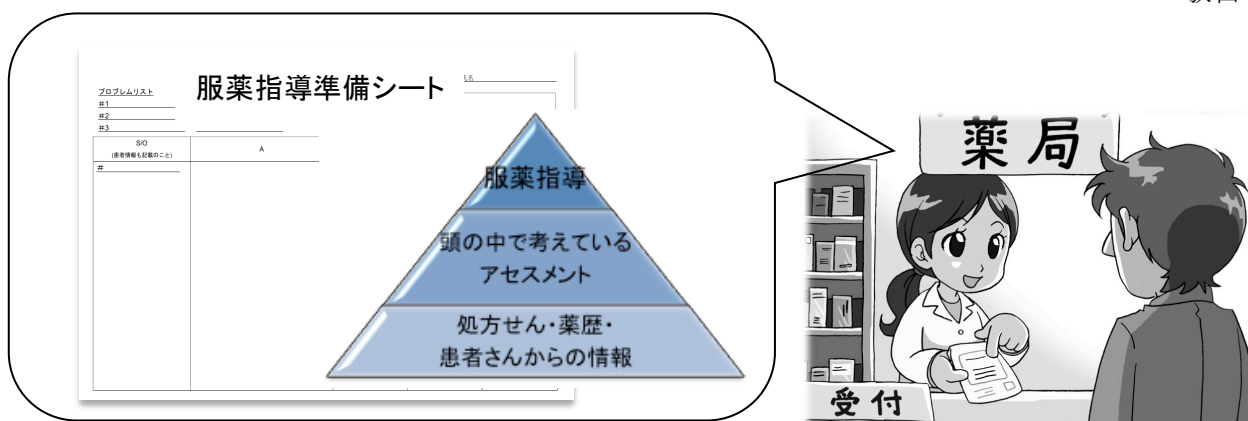 服薬指導準備シート
プロブレムリスト
#1
#2
#3
S/O
(患者情報も記載のこと)
A
#
服薬指導
頭の中で考えている
アセスメント
処方せん・薬歴・
患者さんからの情報
薬局
受付